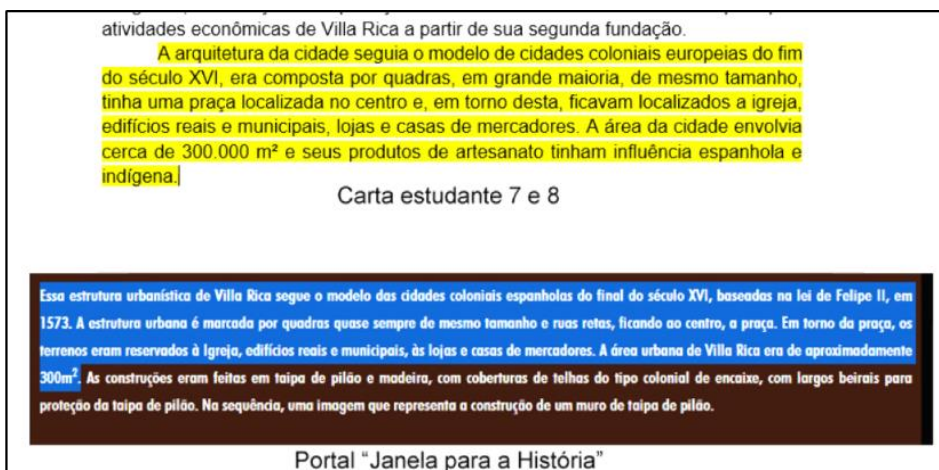 atividades econômicas de Villa Rica a partir de sua segunda fundação.
A arquitetura da cidade seguia o modelo de cidades coloniais europeias do fim
do século XVI, era composta por quadras, em grande maioria, de mesmo tamanho,
tinha uma praça localizada no centro e, em torno desta, ficavam localizados a igreja,
edifícios reais e municipais, lojas e casas de mercadores. A área da cidade envolvia
cerca de 300.000 m² e seus produtos de artesanato tinham influência espanhola e
indígena.
Carta estudante 7 e 8
Essa estrutura urbanística de Villa Rica segue o modelo das cidades coloniais espanholas do final do século XVI, baseadas na lei de Felipe II, em
1573. A estrutura urbana é marcada por quadras quase sempre de mesmo tamanho e ruas retas, ficando ao centro, a praça. Em torno da praça, os
terrenos eram reservados à Igreja, edifícios reais e municipais, às lojas e casas de mercadores. A área urbana de Villa Rica era de aproximadamente
300m². As construções eram feitas em taipa de pilão e madeira, com coberturas de telhas do tipo colonial de encaixe, com largos beirais para
proteção da taipa de pilão. Na sequência, uma imagem que representa a construção de um muro de taipa de pilão.
Portal “Janela para a História”